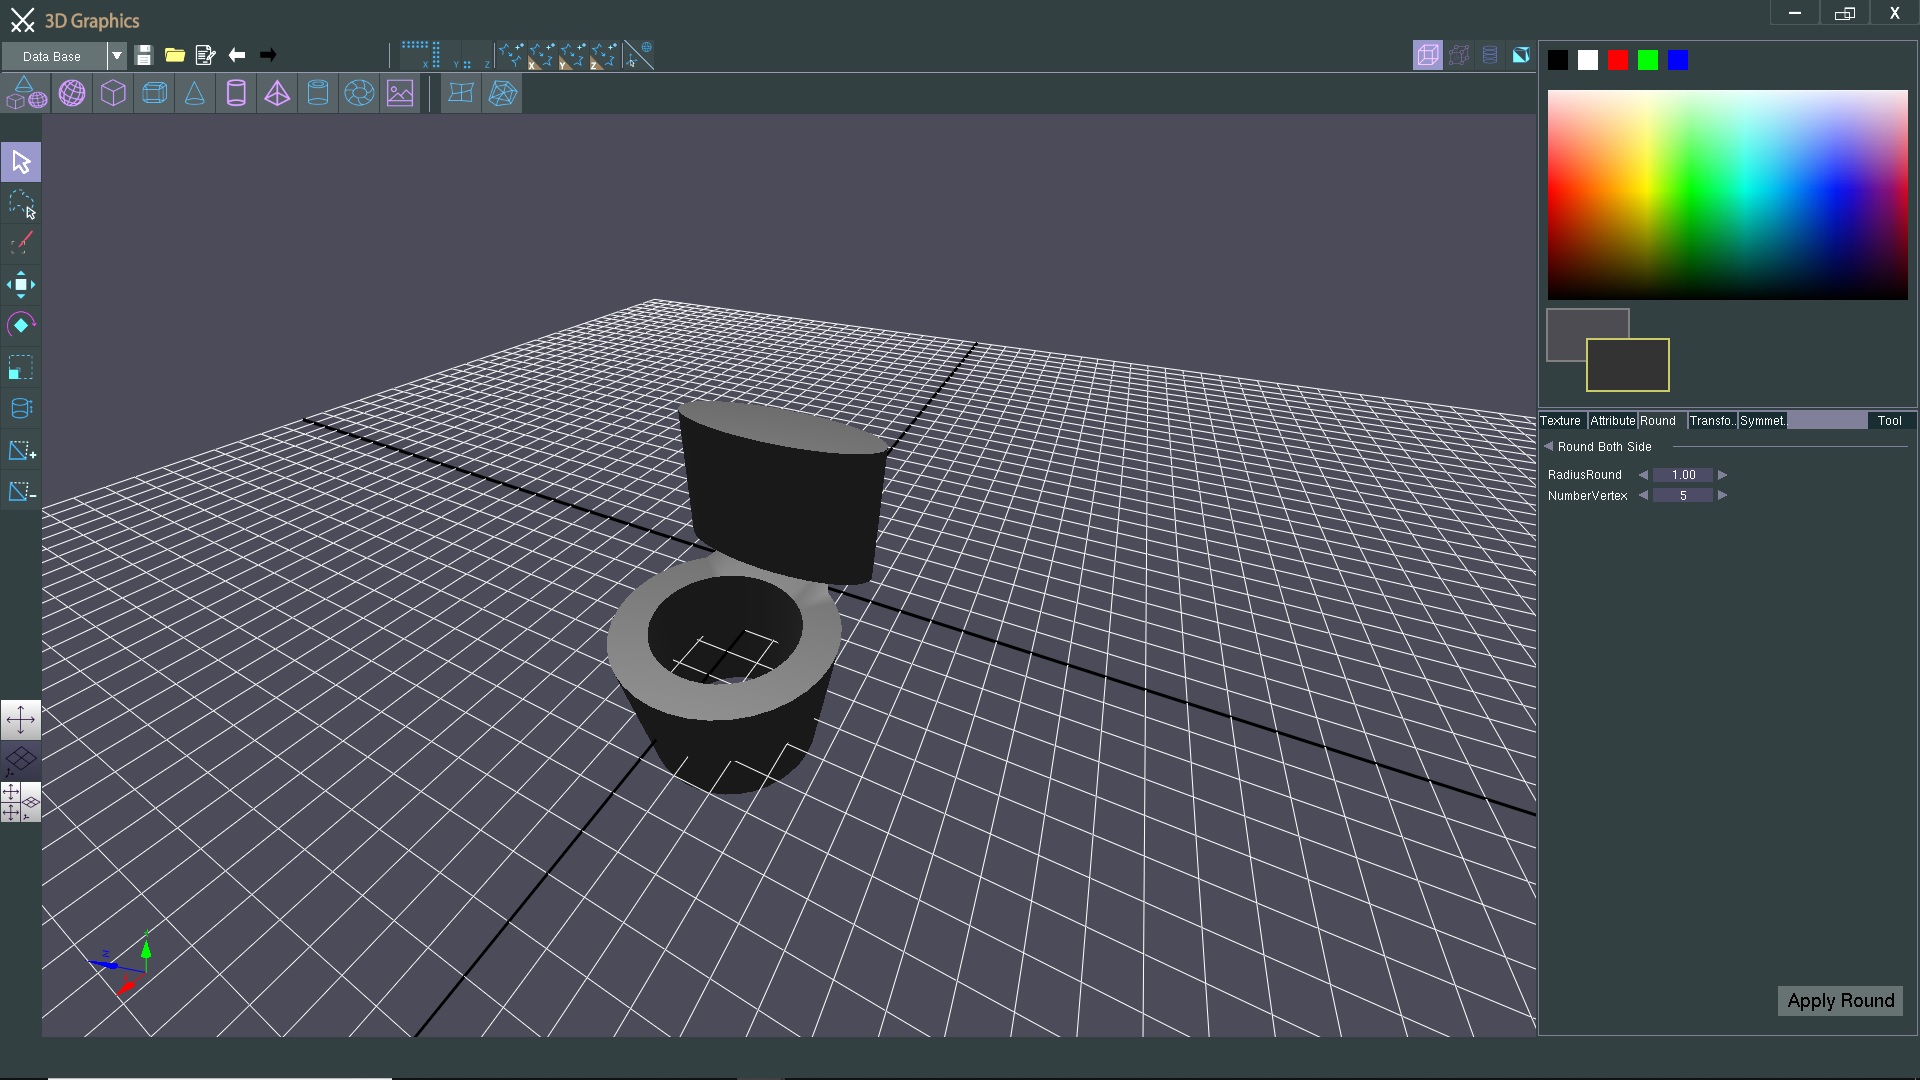 3D Graphics
X
Data Base
X Y Z
X Y Z
Texture Attribute Round Transfo.. Symmet.. Tool
Round Both Side
RadiusRound 1.00
NumberVertex 5
Z
Apply Round